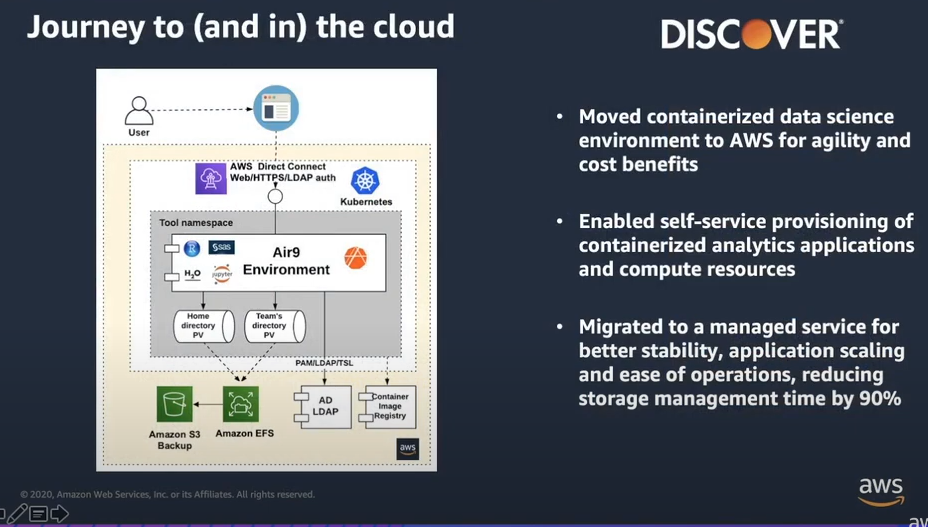 Journey to (and in) the cloud
DISCOVER®
User
AWS Direct Connect
Web/HTTPS/LDAP auth
Kubernetes
Tool namespace
R
sas
Air9
Environment
H₂O
jupyter
Home
directory
PV
Team's
directory
PV
PAM/LDAP/TSL
AD
LDAP
Container
Image
Registry
Amazon S3
Backup
Amazon EFS
aws
• Moved containerized data science
environment to AWS for agility and
cost benefits
• Enabled self-service provisioning of
containerized analytics applications
and compute resources
• Migrated to a managed service for
better stability, application scaling
and ease of operations, reducing
storage management time by 90%
© 2020, Amazon Web Services, Inc. or its Affiliates. All rights reserved.
aws
aw